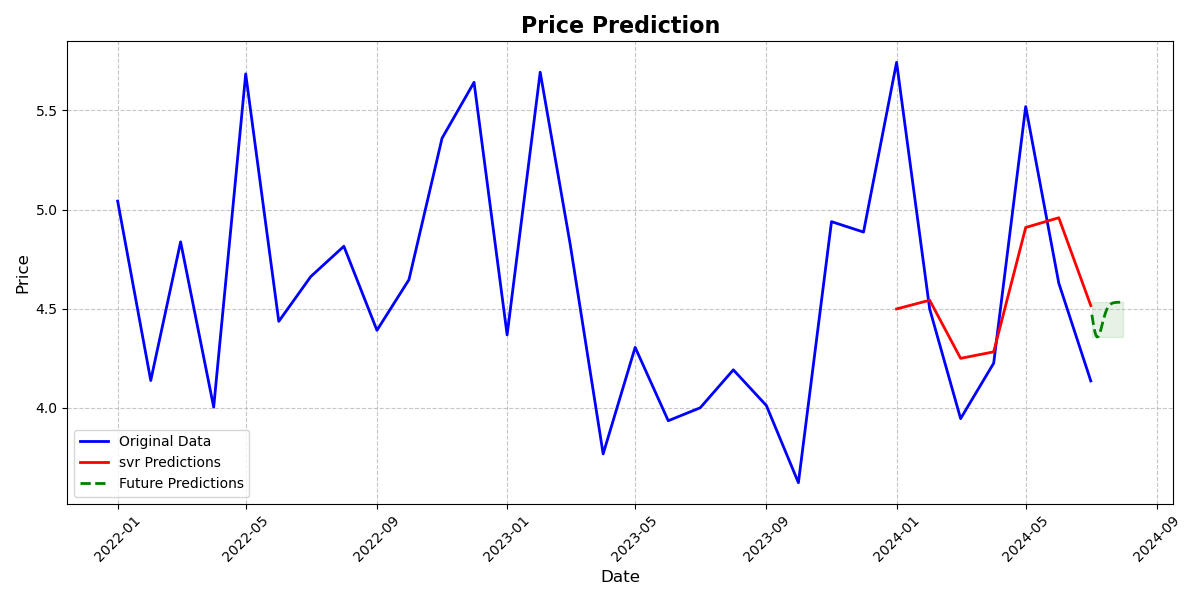 Price Prediction
Price
5.5
5.0
4.5
4.0
Original Data
svr Predictions
Future Predictions
2022-01
2022-05
2022-09
2023-01
2023-05
2023-09
2024-01
2024-05
2024-09
Date